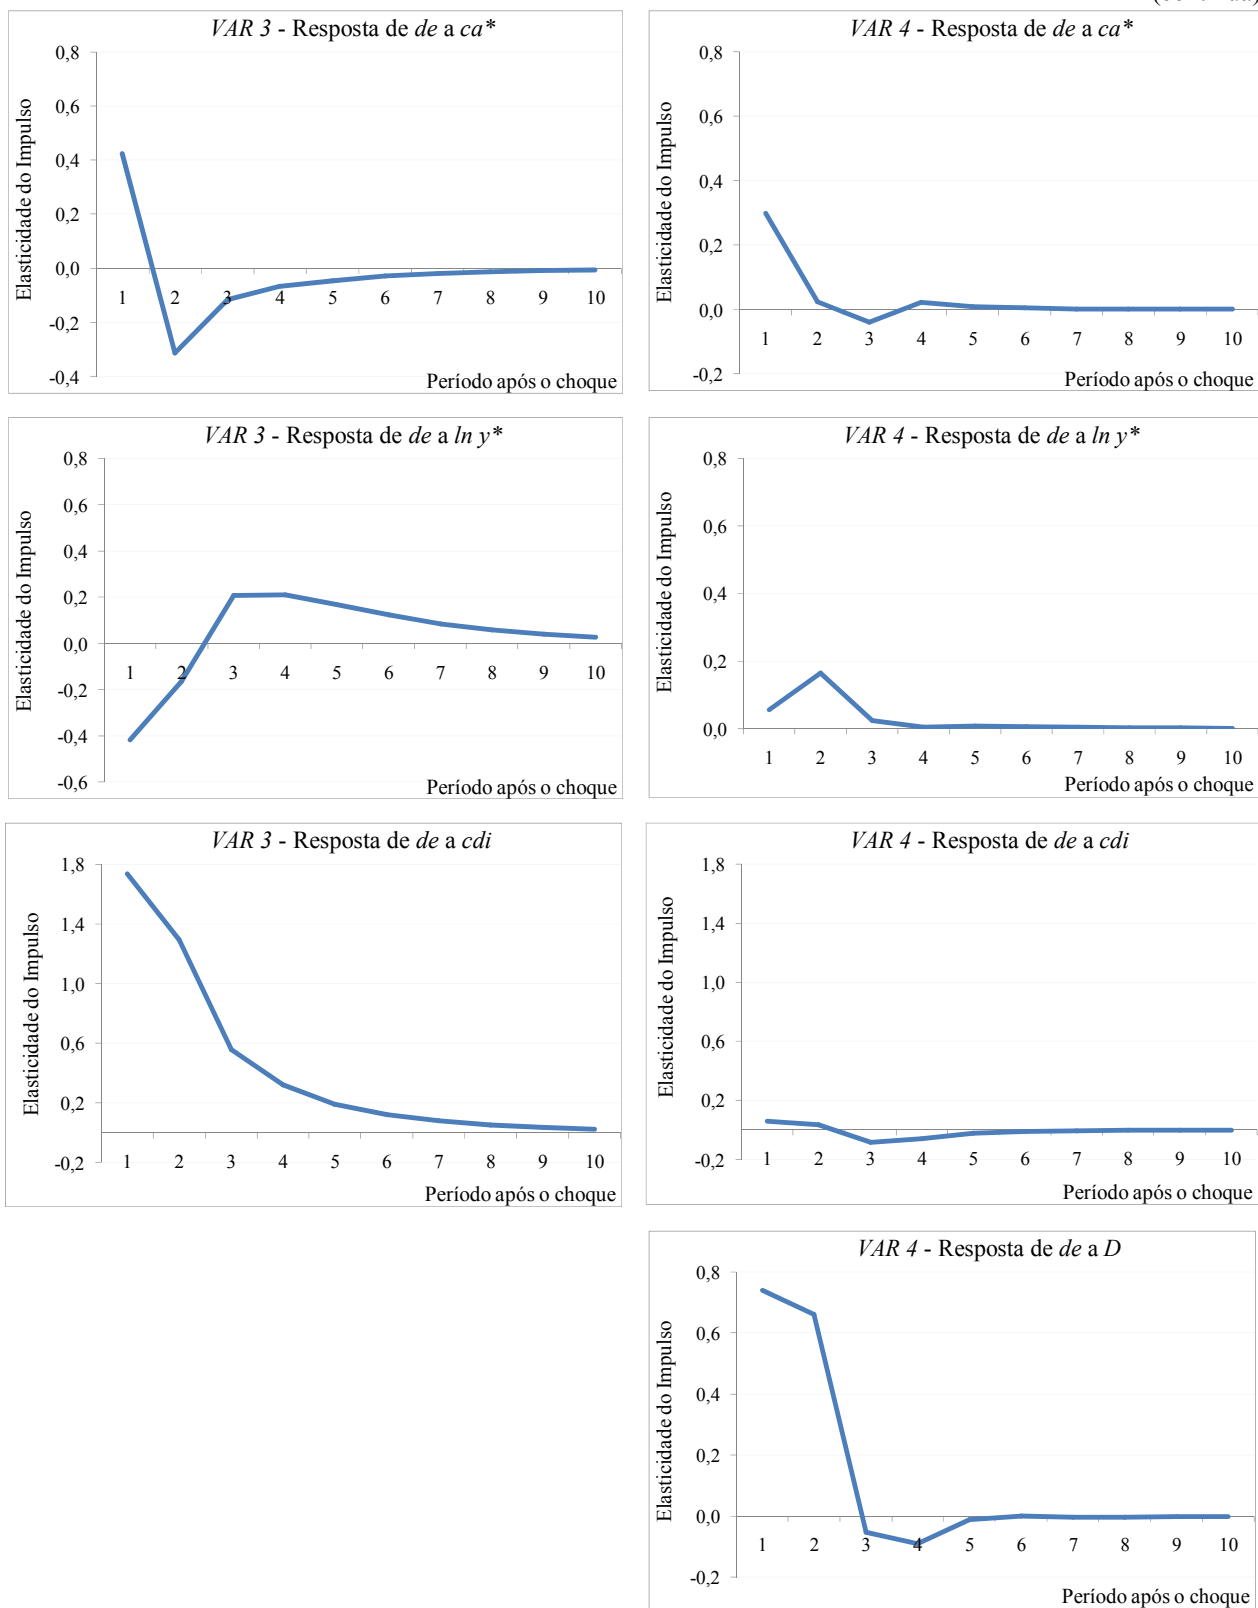 VAR 3 - Resposta de de a ca*
Elasticidade do Impulso
0,8
0,6
0,4
0,2
0,0
-0,2
-0,4
1 2 3 4 5 6 7 8 9 10
Período após o choque
VAR 4 - Resposta de de a ca*
Elasticidade do Impulso
0,8
0,6
0,4
0,2
0,0
-0,2
1 2 3 4 5 6 7 8 9 10
Período após o choque
VAR 3 - Resposta de de a ln y*
Elasticidade do Impulso
0,8
0,6
0,4
0,2
0,0
-0,2
-0,4
-0,6
1 2 3 4 5 6 7 8 9 10
Período após o choque
VAR 4 - Resposta de de a ln y*
Elasticidade do Impulso
0,8
0,6
0,4
0,2
0,0
1 2 3 4 5 6 7 8 9 10
Período após o choque
VAR 3 - Resposta de de a cdi
Elasticidade do Impulso
1,8
1,4
1,0
0,6
0,2
-0,2
1 2 3 4 5 6 7 8 9 10
Período após o choque
VAR 4 - Resposta de de a cdi
Elasticidade do Impulso
1,8
1,4
1,0
0,6
0,2
-0,2
1 2 3 4 5 6 7 8 9 10
Período após o choque
VAR 4 - Resposta de de a D
Elasticidade do Impulso
0,8
0,6
0,4
0,2
0,0
-0,2
1 2 3 4 5 6 7 8 9 10
Período após o choque